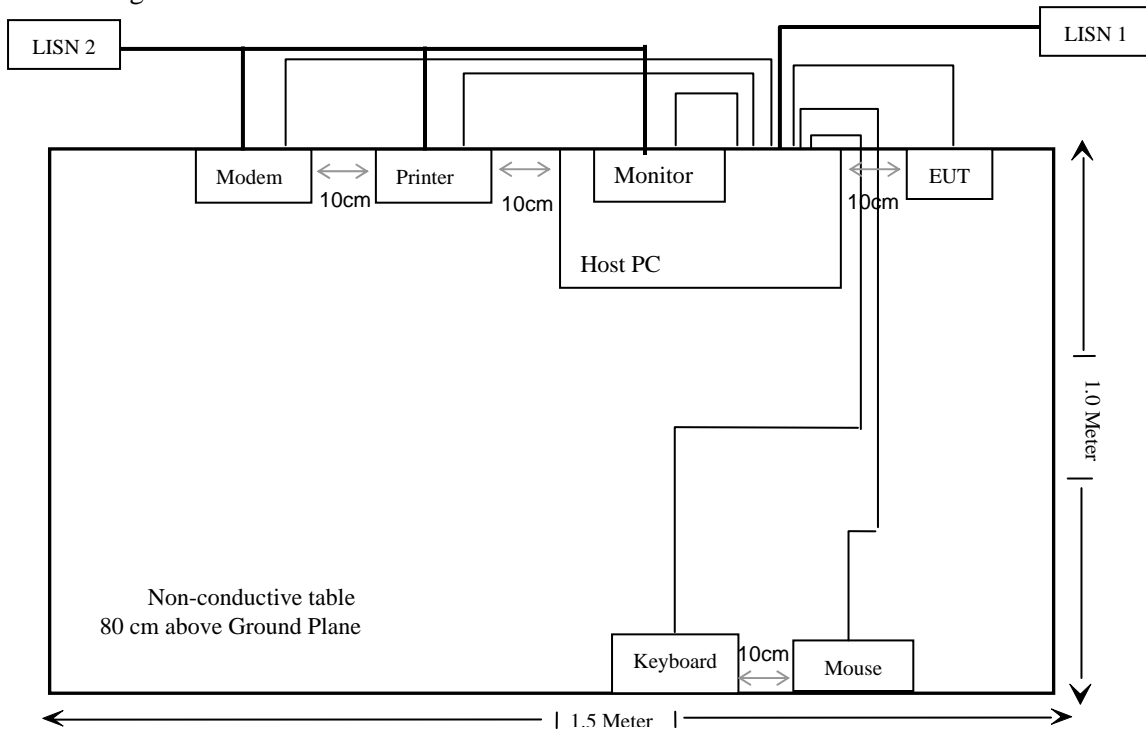 LISN 2
LISN 1
Modem
Printer
Monitor
EUT
10cm
10cm
10cm
Host PC
1.0 Meter
Non-conductive table
80 cm above Ground Plane
Keyboard
10cm
Mouse
1.5 Meter